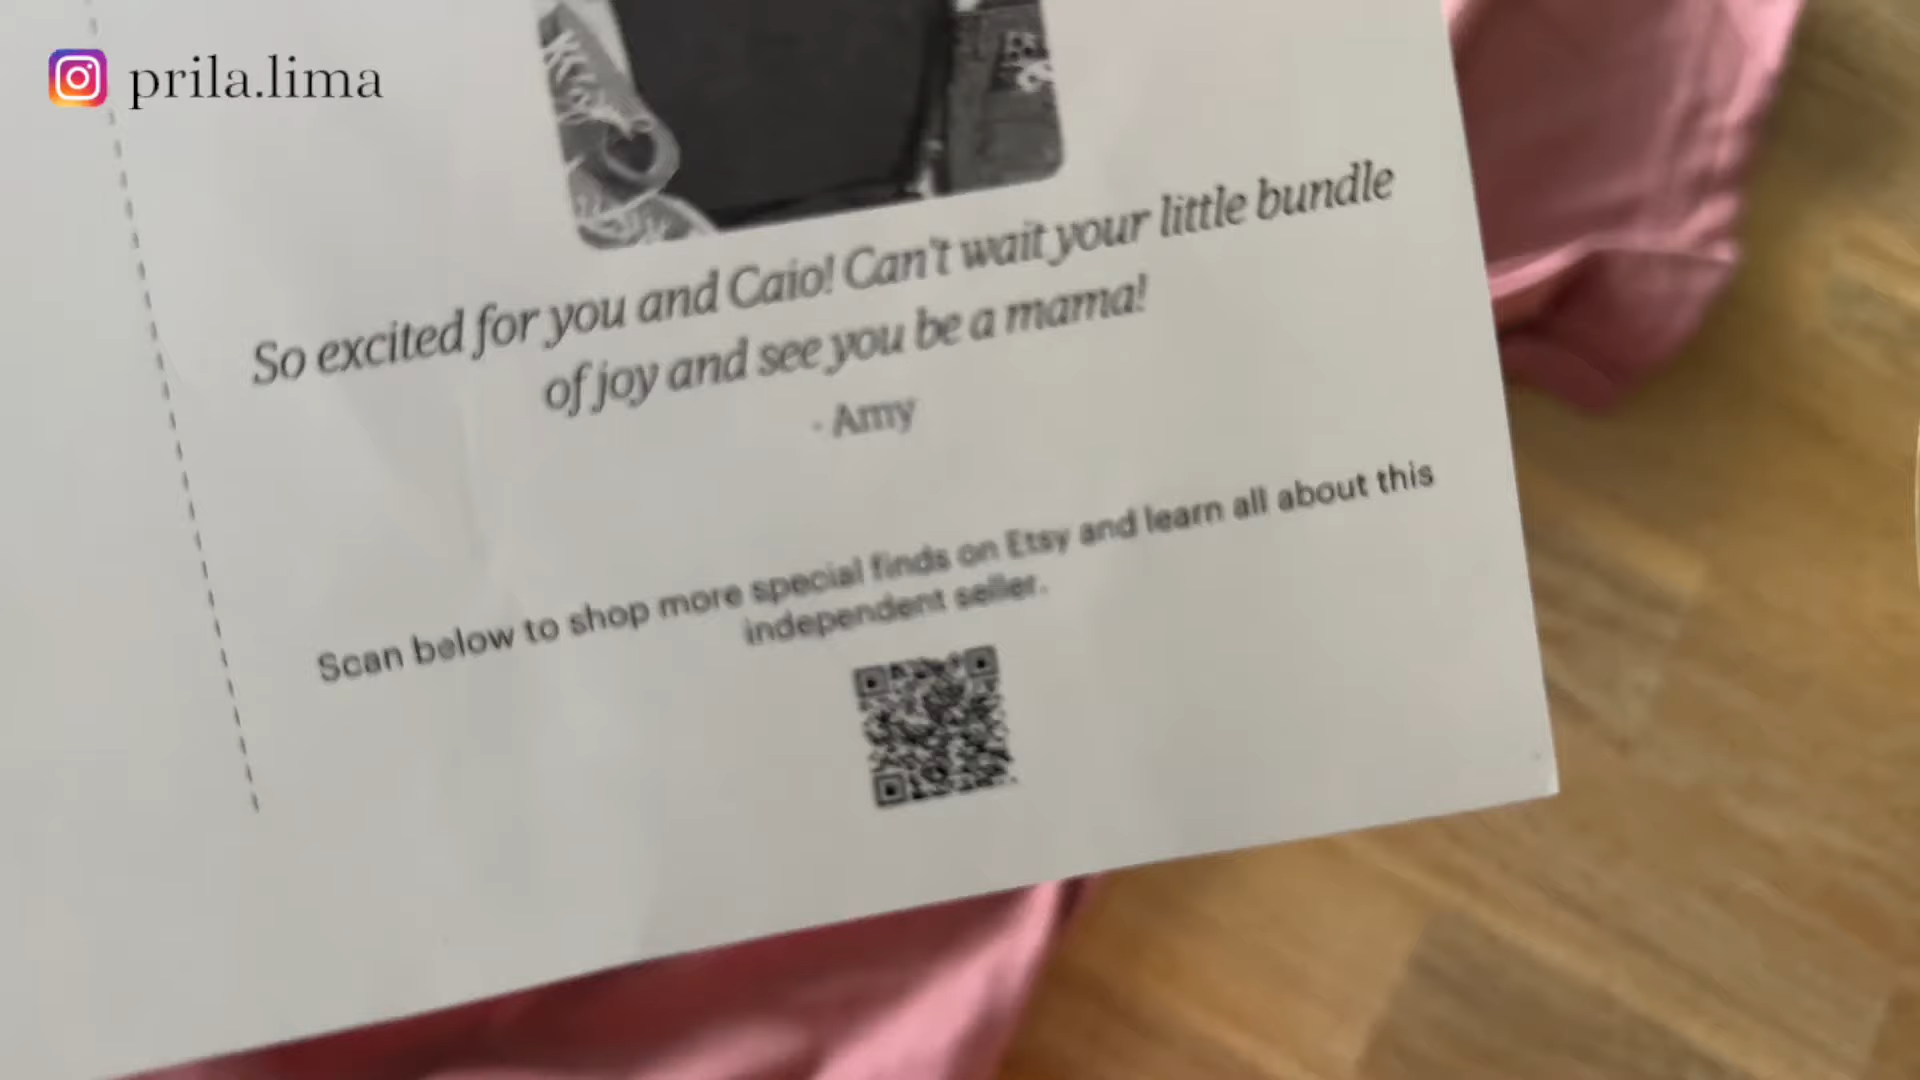 prila.lima
So excited for you and Caio! Can't wait your little bundle
of joy and see you be a mama!
- Amy
Scan below to shop more special finds on Etsy and learn all about this
independent seller.